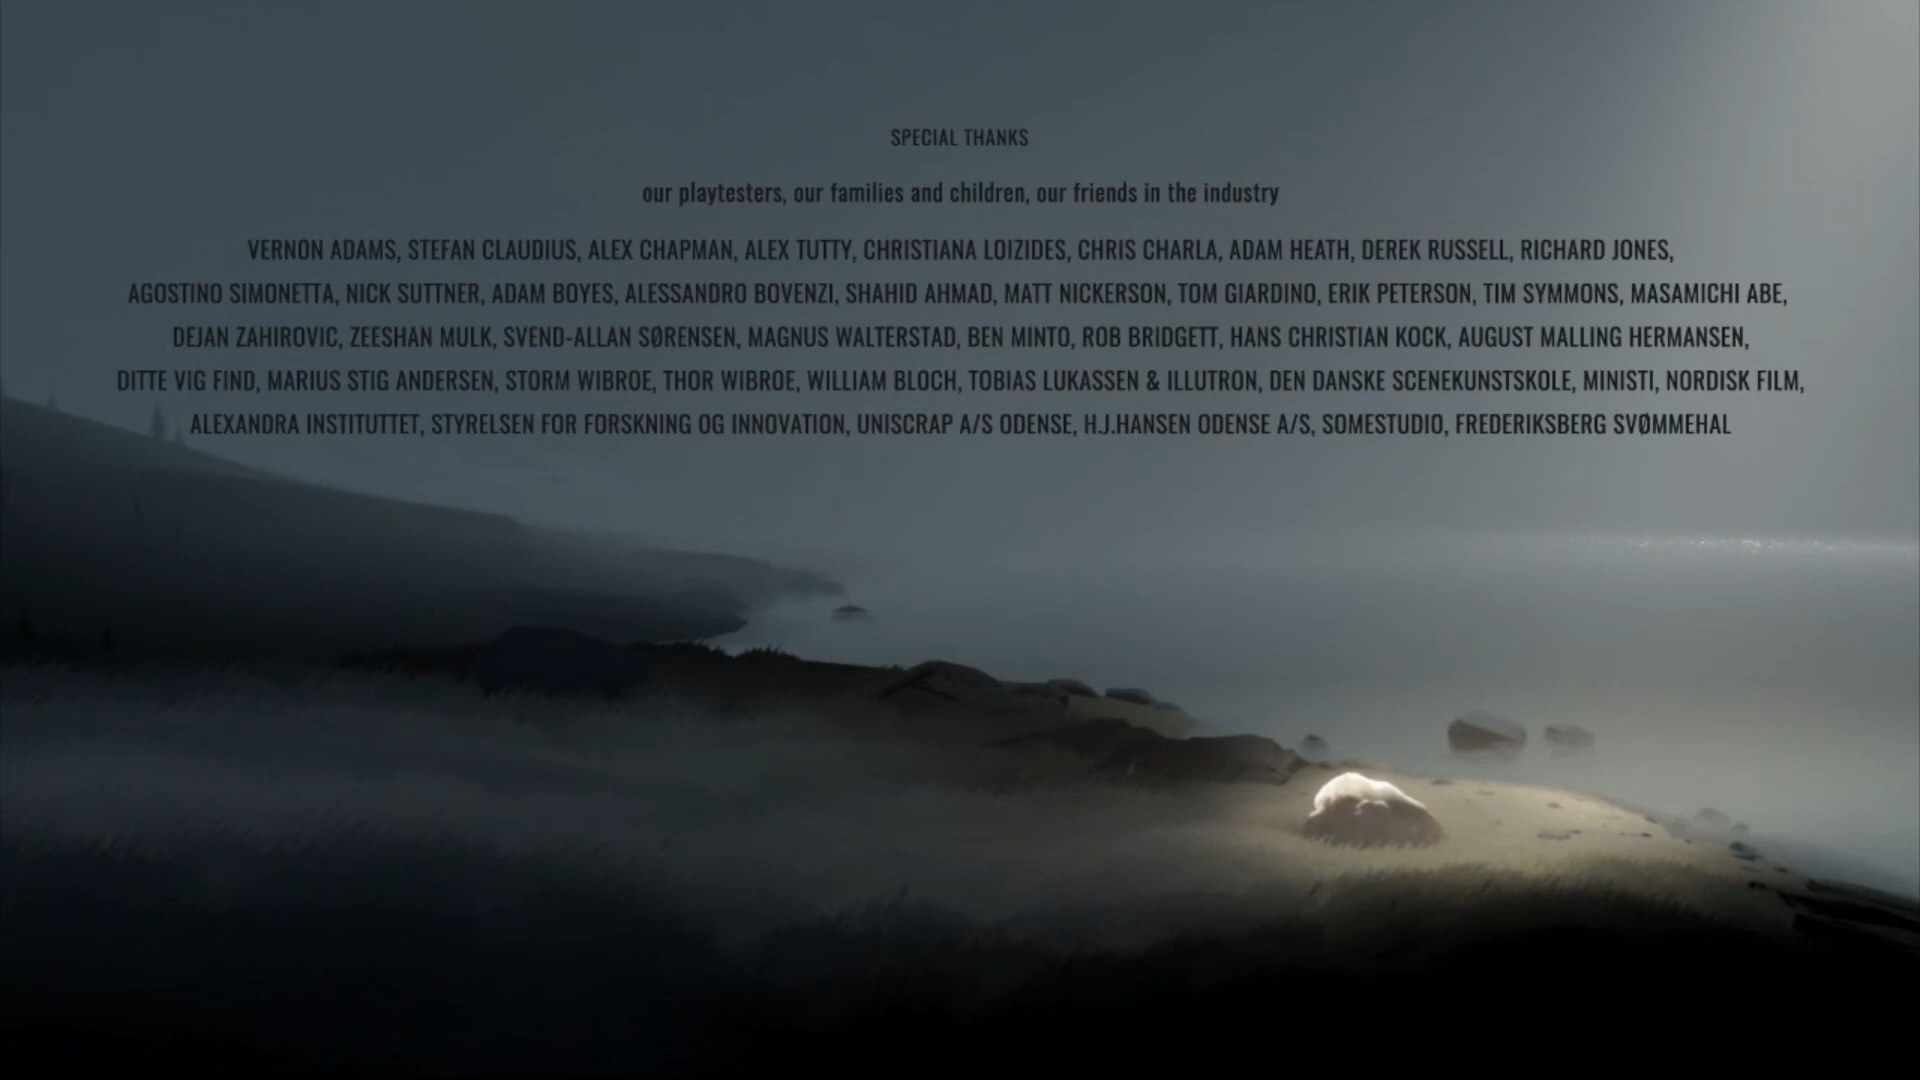 SPECIAL THANKS
our playtesters, our families and children, our friends in the industry
VERNON ADAMS, STEFAN CLAUDIUS, ALEX CHAPMAN, ALEX TUTTY, CHRISTIANA LOIZIDES, CHRIS CHARLA, ADAM HEATH, DEREK RUSSELL, RICHARD JONES,
AGOSTINO SIMONETTA, NICK SUTTNER, ADAM BOYES, ALESSANDRO BOVENZI, SHAHID AHMAD, MATT NICKERSON, TOM GIARDINO, ERIK PETERSON, TIM SYMMONS, MASAMICHI ABE,
DEJAN ZAHIROVIC, ZEESHAN MULK, SVEND-ALLAN SØRENSEN, MAGNUS WALTERSTAD, BEN MINTO, ROB BRIDGETT, HANS CHRISTIAN KOCK, AUGUST MALLING HERMANSEN,
DITTE VIG FIND, MARIUS STIG ANDERSEN, STORM WIBROE, THOR WIBROE, WILLIAM BLOCH, TOBIAS LUKASSEN & ILLUTRON, DEN DANSKE SCENEKUNSTSKOLE, MINISTI, NORDISK FILM,
ALEXANDRA INSTITUTTET, STYRELSEN FOR FORSKNING OG INNOVATION, UNISCRAP A/S ODENSE, H.J.HANSEN ODENSE A/S, SOMESTUDIO, FREDERIKSBERG SVØMMEHAL